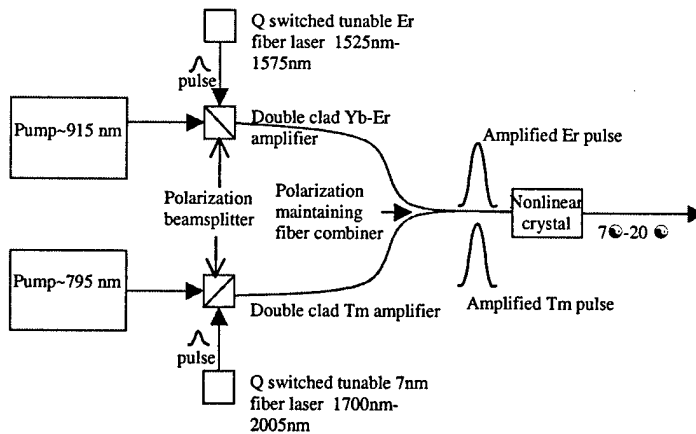 Q switched tunable Er
fiber laser 1525nm-
1575nm
pulse
Pump~915 nm
Double clad Yb-Er
amplifier
Amplified Er pulse
Polarization
beamsplitter
Polarization
maintaining
fiber combiner
Nonlinear
crystal
7☯-20 ☯
Pump~795 nm
Double clad Tm amplifier
Amplified Tm pulse
pulse
Q switched tunable 7nm
fiber laser 1700nm-
2005nm